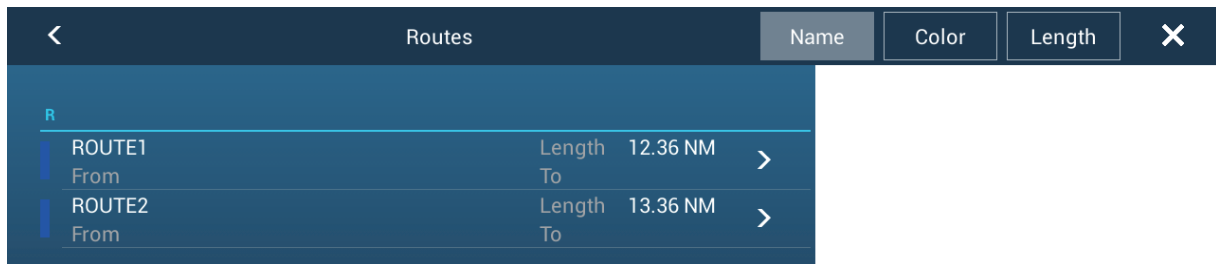 Routes Name Color Length
R
ROUTE1 Length 12.36 NM
From To
ROUTE2 Length 13.36 NM
From To